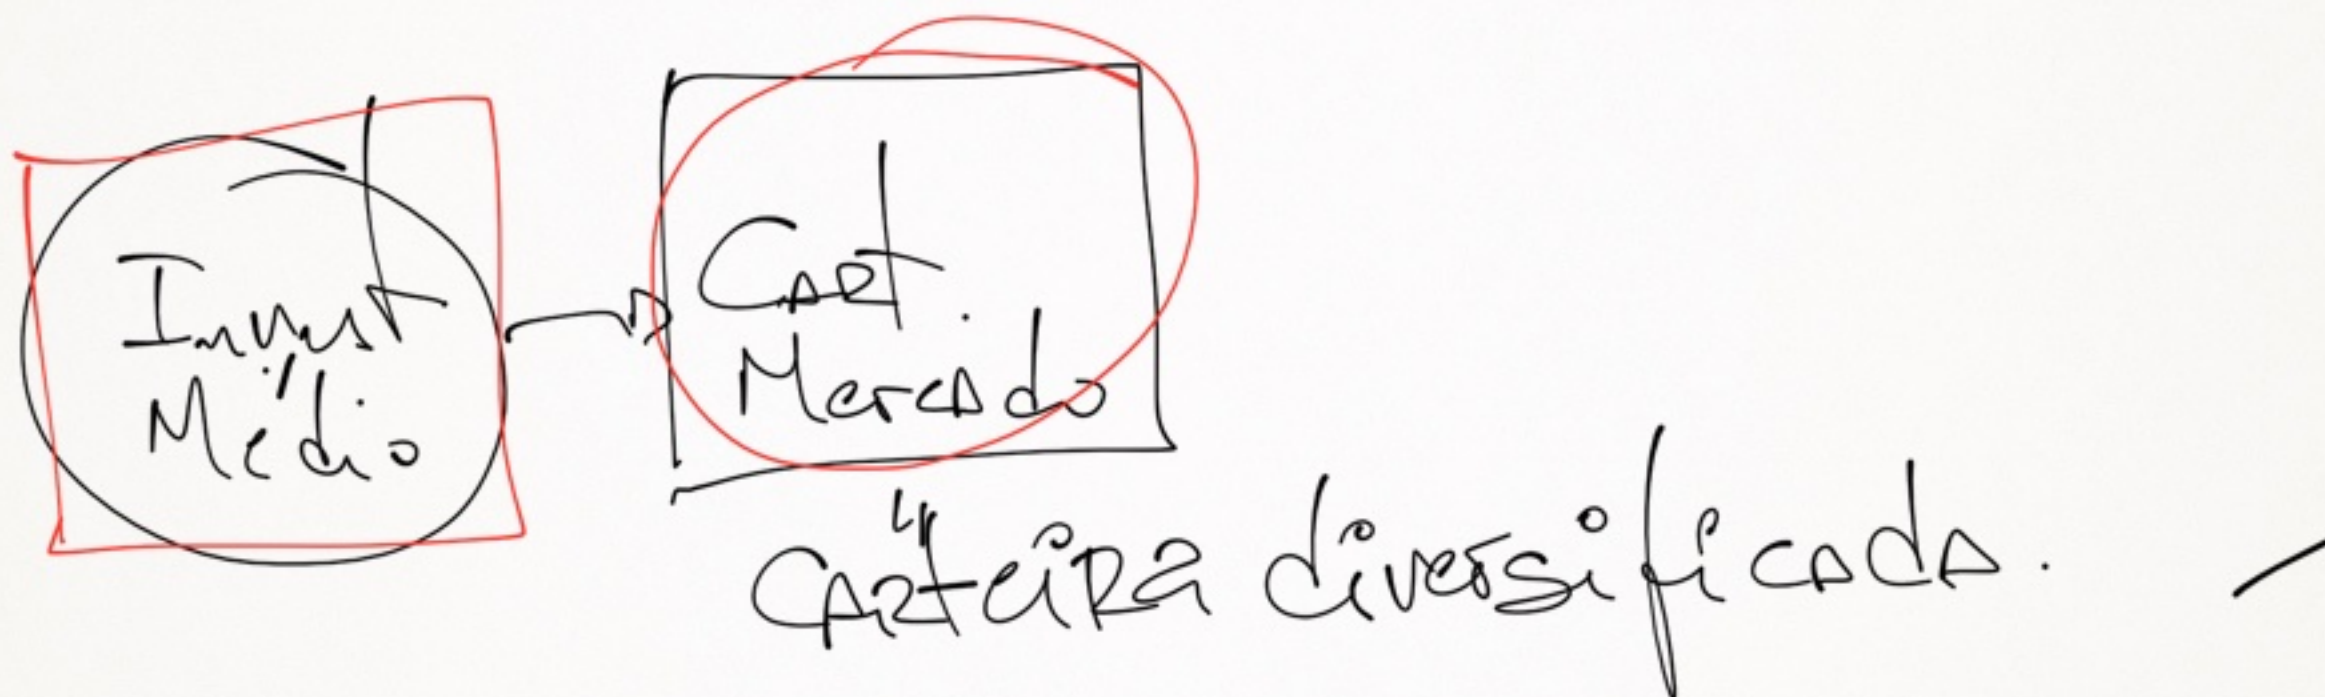 Invest
Médio
Cart.
Mercado
Carteira diversificada.